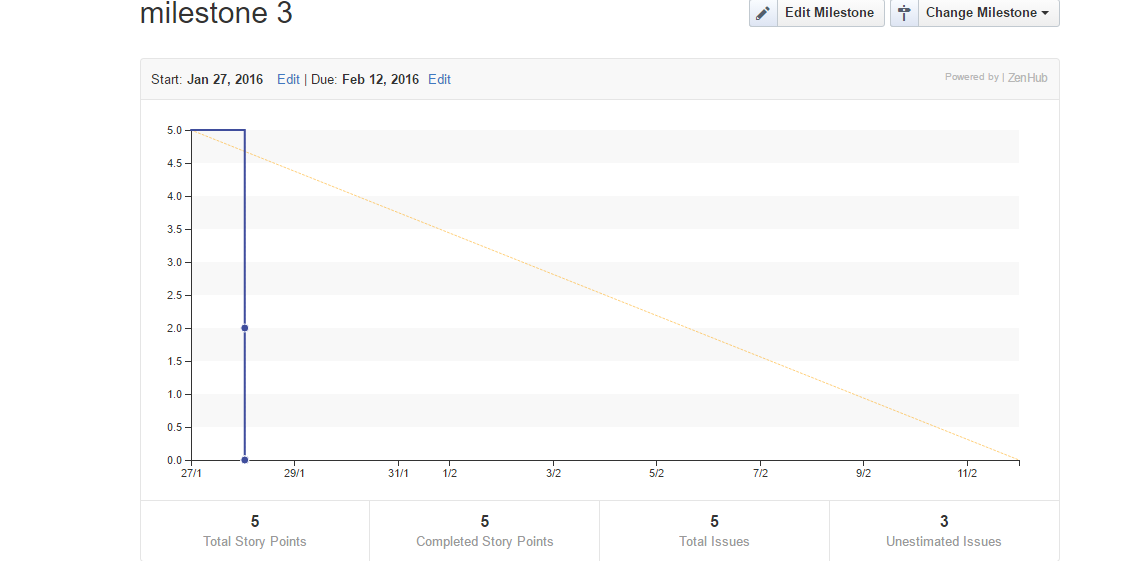 milestone 3
Edit Milestone
Change Milestone
Start: Jan 27, 2016 Edit | Due: Feb 12, 2016 Edit
Powered by | ZenHub
5.0
4.5
4.0
3.5
3.0
2.5
2.0
1.5
1.0
0.5
0.0
27/1 29/1 31/1 1/2 3/2 5/2 7/2 9/2 11/2
5 5 5 3
Total Story Points Completed Story Points Total Issues Unestimated Issues